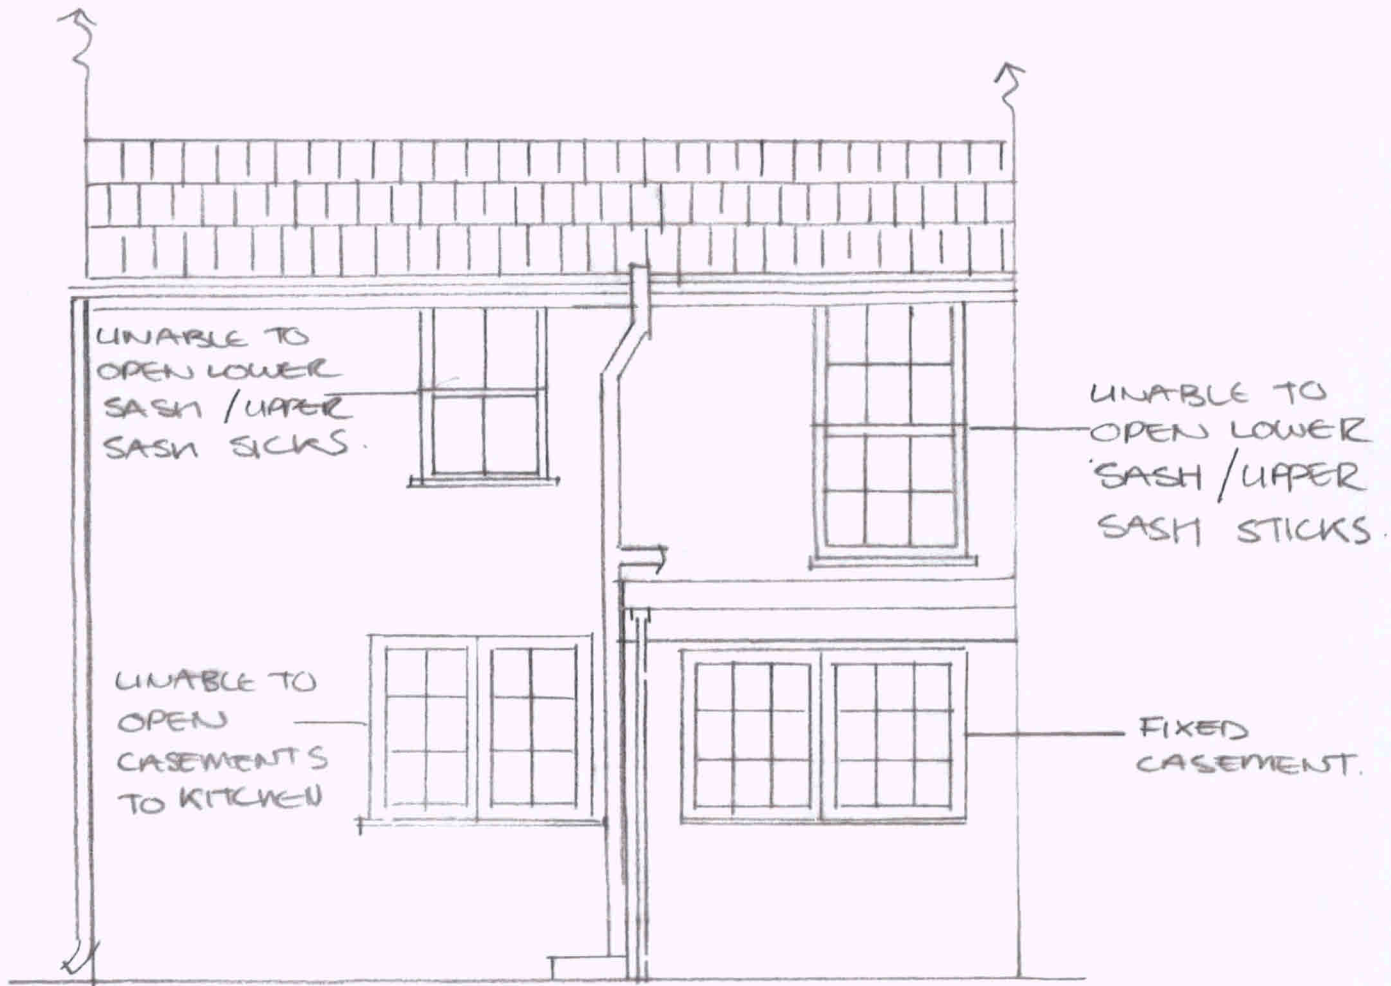 UNABLE TO
OPEN LOWER
SASH / UPPER
SASH SICKS.
UNABLE TO
OPEN LOWER
SASH / UPPER
SASH STICKS.
UNABLE TO
OPEN
CASEMENTS
TO KITCHEN
FIXED
CASEMENT.